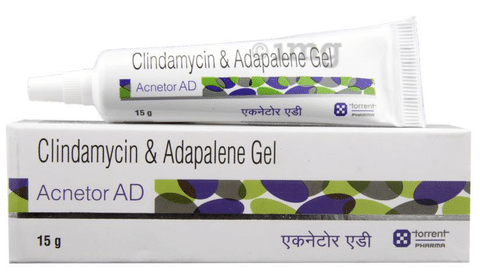 Clindamycin & Adapalene Gel
Acnetor AD
15 g
एकनेटोर एडी
torrent
PHARMA
Clindamycin & Adapalene Gel
Acnetor AD
15 g
एकनेटोर एडी
torrent
PHARMA